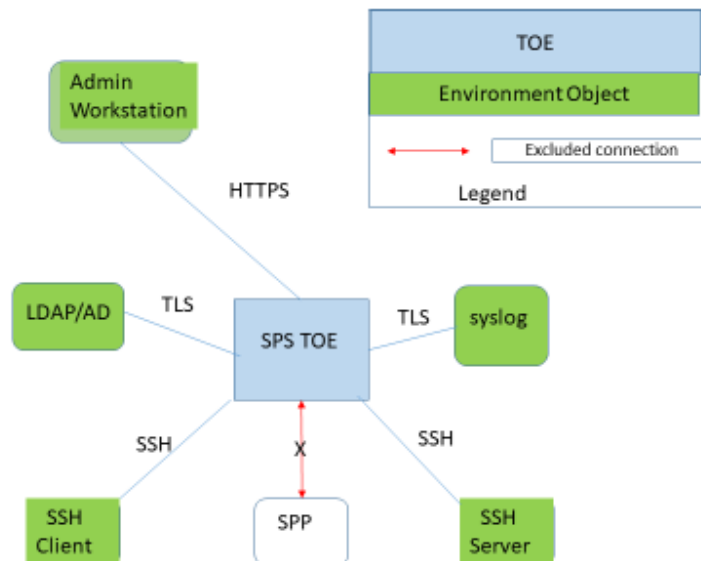 TOE
Admin
Workstation
Environment Object
Excluded connection
HTTPS
Legend
LDAP/AD
TLS
SPS TOE
TLS
syslog
SSH
X
SSH
SSH
Client
SPP
SSH
Server